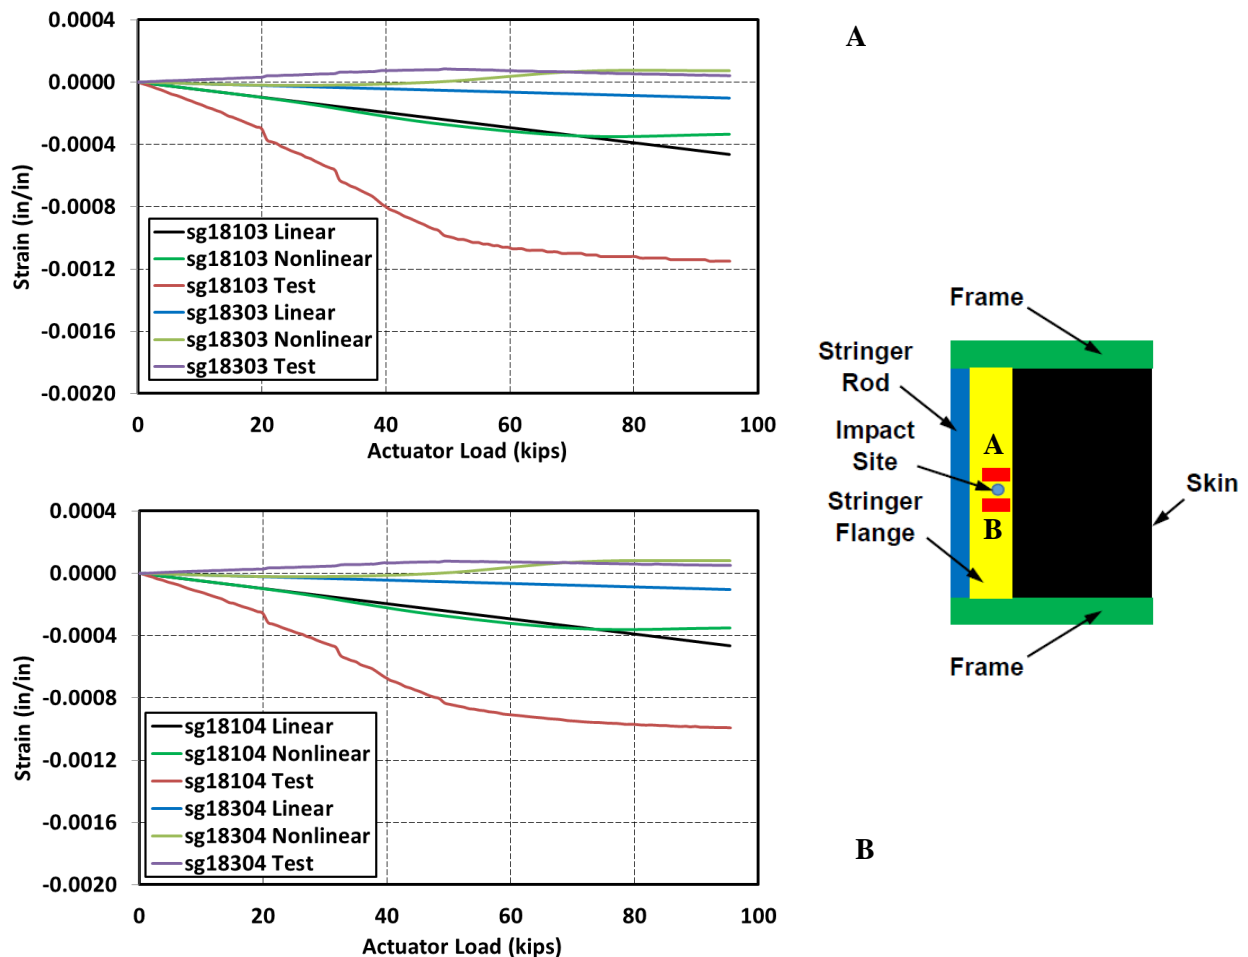 0.0004
0.0000
-0.0004
-0.0008
-0.0012
-0.0016
-0.0020
Strain (in/in)
sg18103 Linear
sg18103 Nonlinear
sg18103 Test
sg18303 Linear
sg18303 Nonlinear
sg18303 Test
0 20 40 60 80 100
Actuator Load (kips)
A
0.0004
0.0000
-0.0004
-0.0008
-0.0012
-0.0016
-0.0020
Strain (in/in)
sg18104 Linear
sg18104 Nonlinear
sg18104 Test
sg18304 Linear
sg18304 Nonlinear
sg18304 Test
0 20 40 60 80 100
Actuator Load (kips)
B
Frame
Stringer
Rod
Impact
Site
Stringer
Flange
A
B
Skin
Frame